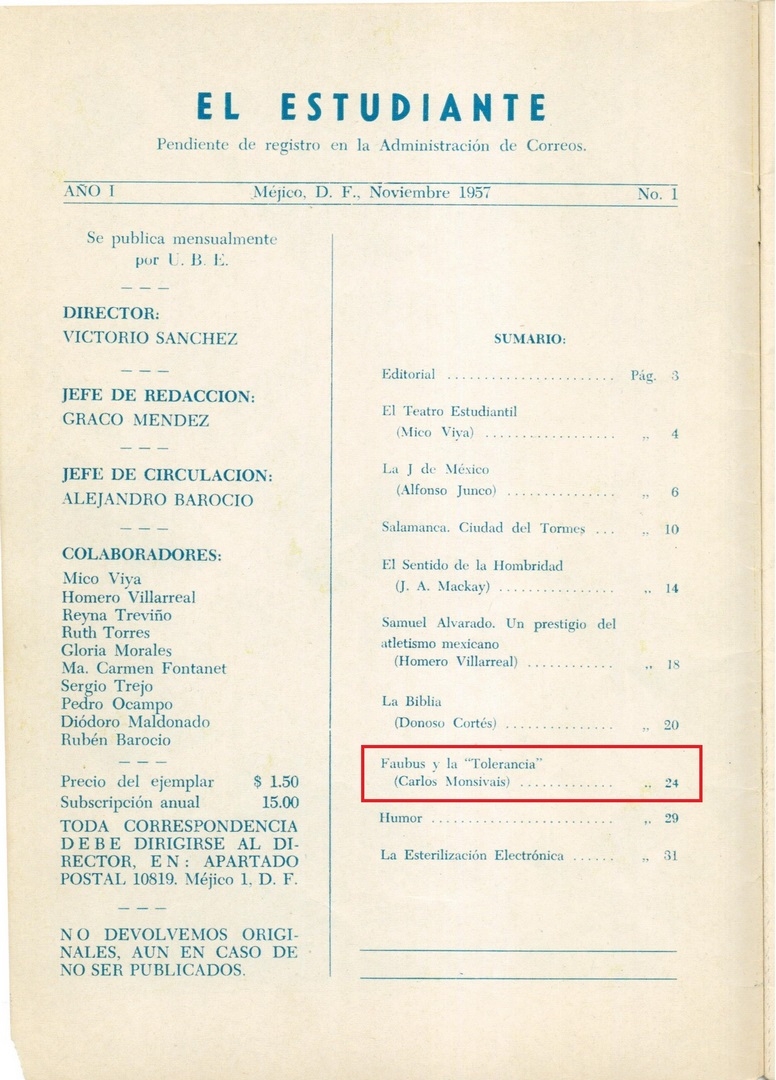 EL ESTUDIANTE
Pendiente de registro en la Administración de Correos.
AÑO I Méjico, D. F., Noviembre 1957 No. 1
Se publica mensualmente
por U. B. E.
— — —
DIRECTOR:
VICTORIO SANCHEZ
— — —
JEFE DE REDACCION:
GRACO MENDEZ
— — —
JEFE DE CIRCULACION:
ALEJANDRO BAROCIO
— — —
COLABORADORES:
Mico Viya
Homero Villarreal
Reyna Treviño
Ruth Torres
Gloria Morales
Ma. Carmen Fontanet
Sergio Trejo
Pedro Ocampo
Diódoro Maldonado
Rubén Barocio
— — —
Precio del ejemplar $ 1.50
Subscripción anual 15.00
TODA CORRESPONDENCIA
DEBE DIRIGIRSE AL DI-
RECTOR, EN: APARTADO
POSTAL 10819. Méjico 1, D. F.
— — —
NO DEVOLVEMOS ORIGI-
NALES, AUN EN CASO DE
NO SER PUBLICADOS.
SUMARIO:
Editorial ........................ Pág. 3
El Teatro Estudiantil
(Mico Viya) .................. ,, 4
La J de México
(Alfonso Junco) ............... ,, 6
Salamanca. Ciudad del Tormes ... ,, 10
El Sentido de la Hombridad
(J. A. Mackay) ................ ,, 14
Samuel Alvarado. Un prestigio del
atletismo mexicano
(Homero Villarreal) ............ ,, 18
La Biblia
(Donoso Cortés) ............... ,, 20
Faubus y la “Tolerancia”
(Carlos Monsivais) ............. ,, 24
Humor .......................... ,, 29
La Esterilización Electrónica ...... ,, 31